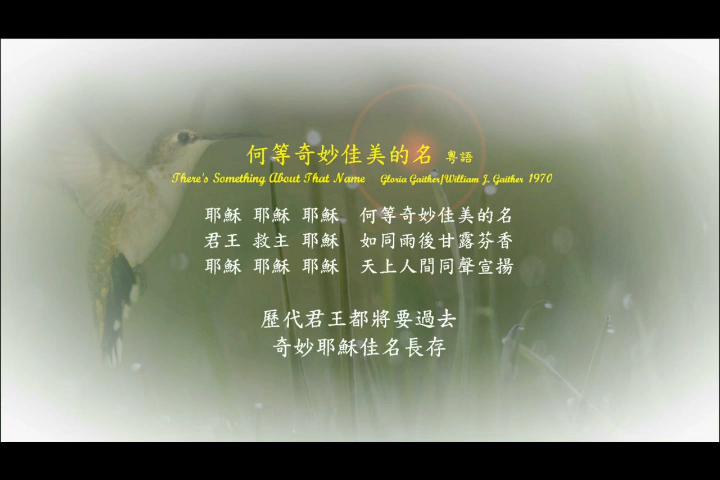 何等奇妙佳美的名 粵語
There's Something About That Name Gloria Gaither/William J. Gaither 1970
耶穌 耶穌 耶穌 何等奇妙佳美的名
君王 救主 耶穌 如同雨後甘露芬香
耶穌 耶穌 耶穌 天上人間同聲宣揚
歷代君王都將要過去
奇妙耶穌佳名長存